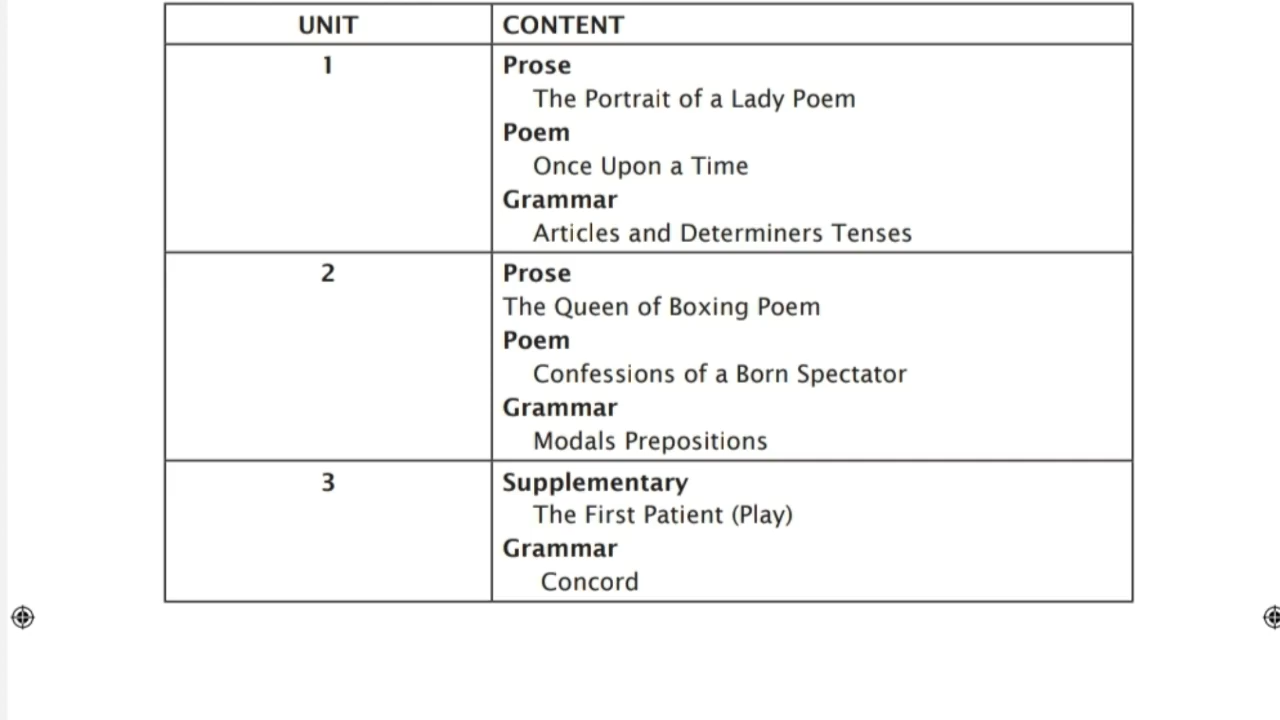 UNIT CONTENT
1 Prose
The Portrait of a Lady Poem
Poem
Once Upon a Time
Grammar
Articles and Determiners Tenses
2 Prose
The Queen of Boxing Poem
Poem
Confessions of a Born Spectator
Grammar
Modals Prepositions
3 Supplementary
The First Patient (Play)
Grammar
Concord